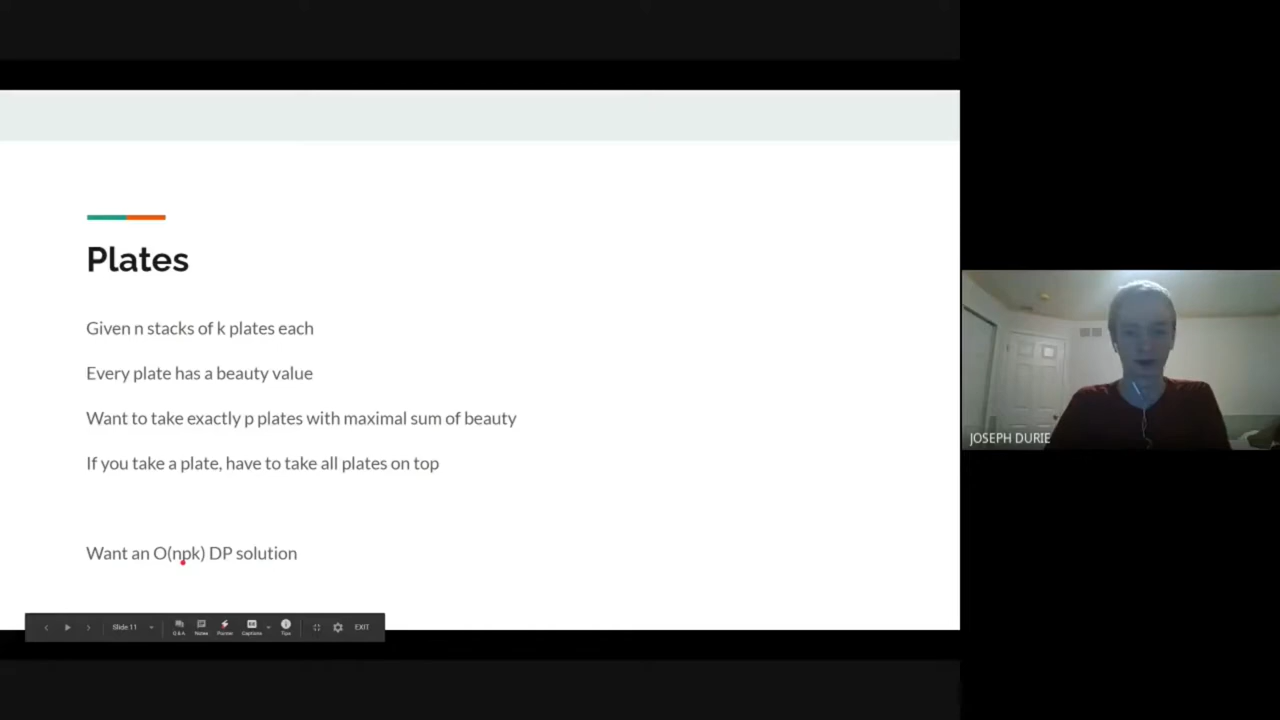 Plates
Given n stacks of k plates each
Every plate has a beauty value
Want to take exactly p plates with maximal sum of beauty
If you take a plate, have to take all plates on top
Want an O(npk) DP solution
JOSEPH DURIE
Slide 11
Q&A
Notes
Pointer
Captions
Tips
EXIT